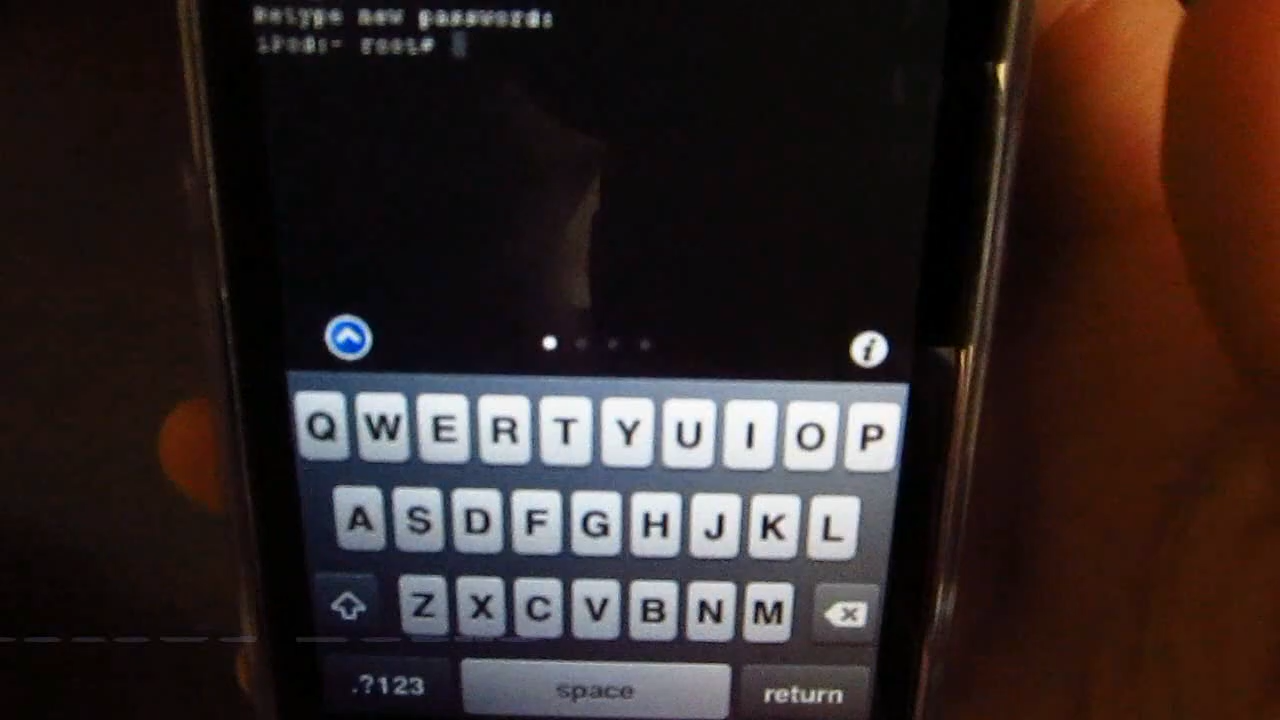 Retype new password:
iPod:~ root#
i
Q W E R T Y U I O P
A S D F G H J K L
Z X C V B N M
.?123 space return